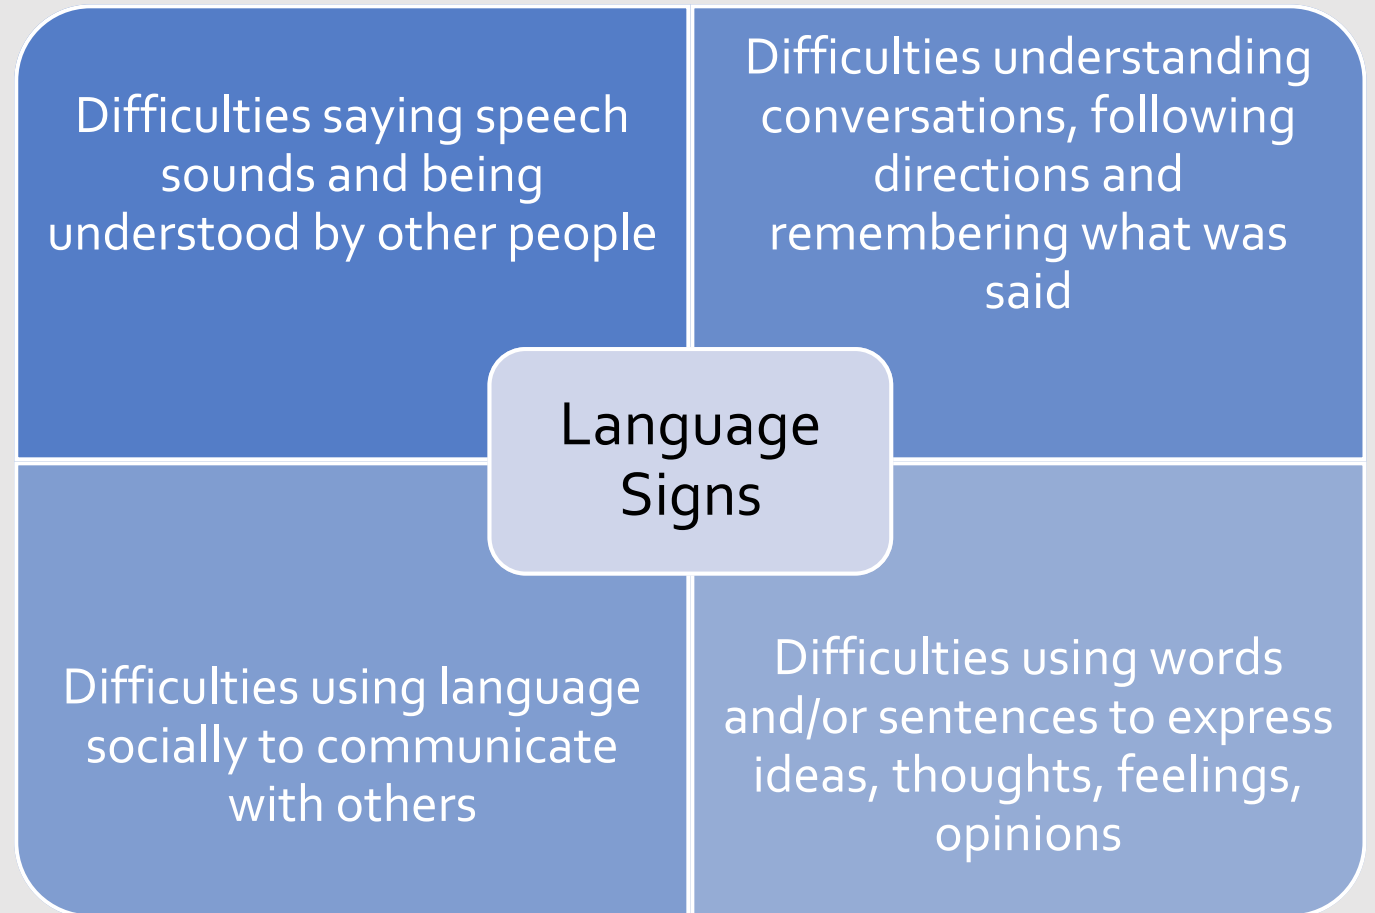 Difficulties saying speech
sounds and being
understood by other people
Difficulties understanding
conversations, following
directions and
remembering what was
said
Language
Signs
Difficulties using language
socially to communicate
with others
Difficulties using words
and/or sentences to express
ideas, thoughts, feelings,
opinions